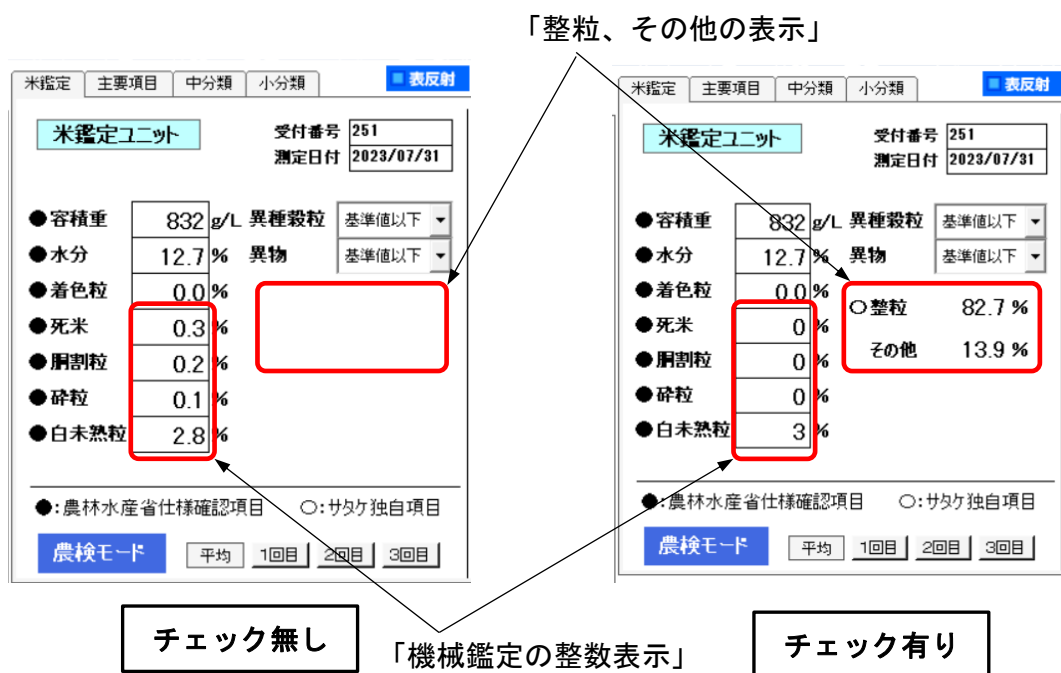 「整粒、その他の表示」
米鑑定 主要項目 中分類 小分類 表反射
米鑑定ユニット
受付番号 251
測定日付 2023/07/31
●容積重 832 g/L 異種穀粒 基準値以下
●水分 12.7 % 異物 基準値以下
●着色粒 0.0 %
●死米 0.3 %
●胴割粒 0.2 %
●砕粒 0.1 %
●白未熟粒 2.8 %
●:農林水産省仕様確認項目 ○:サタケ独自項目
農検モード 平均 1回目 2回目 3回目
チェック無し
米鑑定 主要項目 中分類 小分類 表反射
米鑑定ユニット
受付番号 251
測定日付 2023/07/31
●容積重 832 g/L 異種穀粒 基準値以下
●水分 12.7 % 異物 基準値以下
●着色粒 0.0 %
○整粒 82.7 %
●死米 0 %
その他 13.9 %
●胴割粒 0 %
●砕粒 0 %
●白未熟粒 3 %
●:農林水産省仕様確認項目 ○:サタケ独自項目
農検モード 平均 1回目 2回目 3回目
チェック有り
「機械鑑定の整数表示」